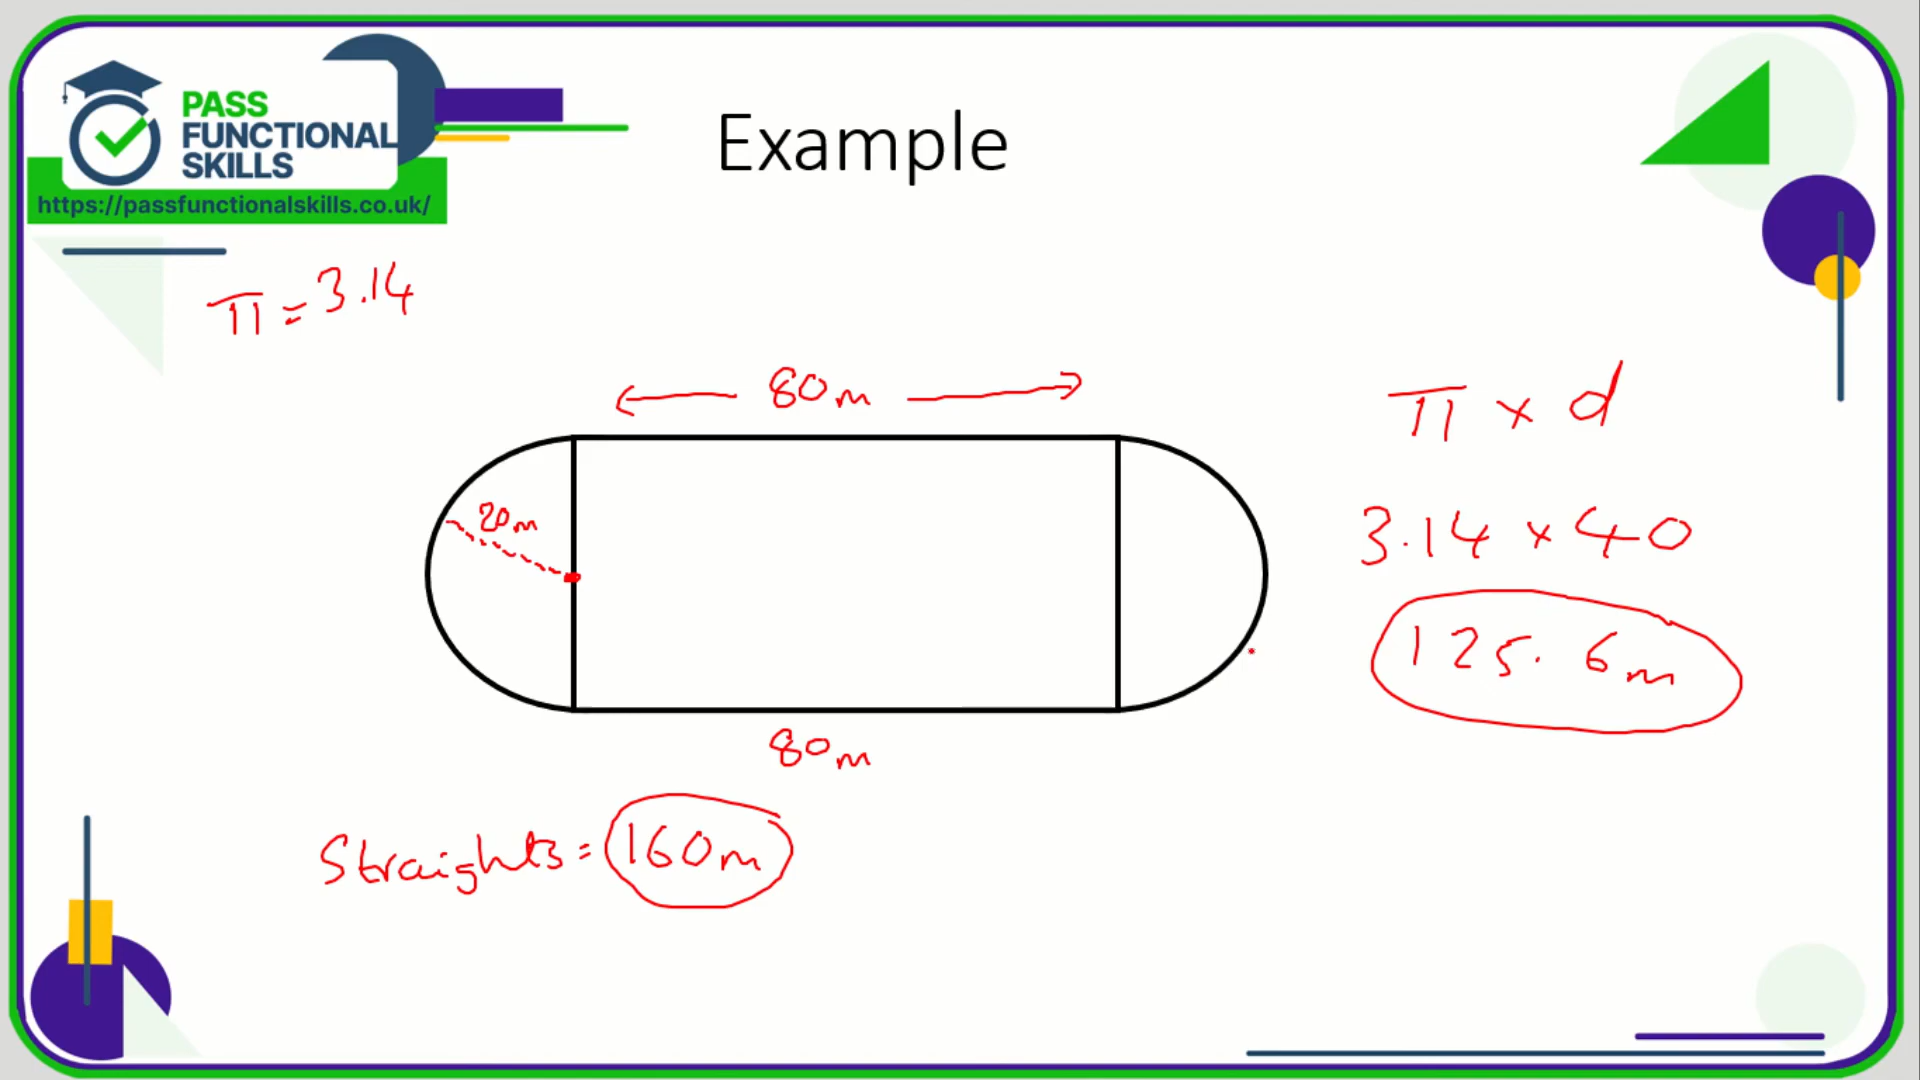 PASS
FUNCTIONAL
SKILLS
https://passfunctionalskills.co.uk/
Example
π = 3.14
80m
π × d
20m
3.14 × 40
125.6m
80m
Straights = 160m